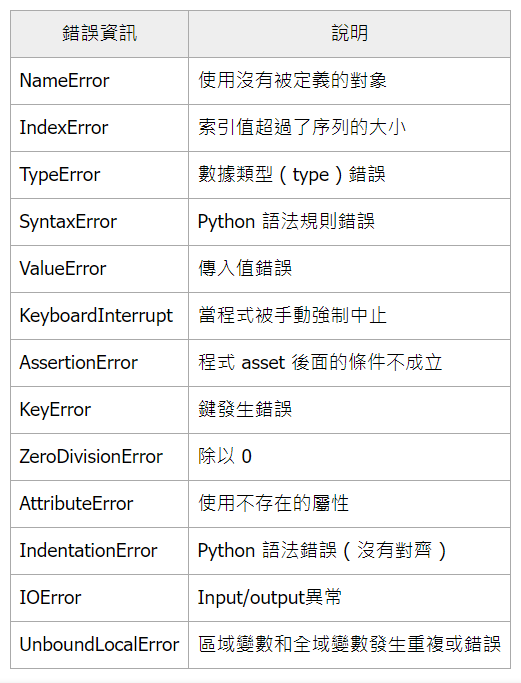 錯誤資訊 說明
NameError 使用沒有被定義的對象
IndexError 索引值超過了序列的大小
TypeError 數據類型 ( type ) 錯誤
SyntaxError Python 語法規則錯誤
ValueError 傳入值錯誤
KeyboardInterrupt 當程式被手動強制中止
AssertionError 程式 asset 後面的條件不成立
KeyError 鍵發生錯誤
ZeroDivisionError 除以 0
AttributeError 使用不存在的屬性
IndentationError Python 語法錯誤 ( 沒有對齊 )
IOError Input/output異常
UnboundLocalError 區域變數和全域變數發生重複或錯誤